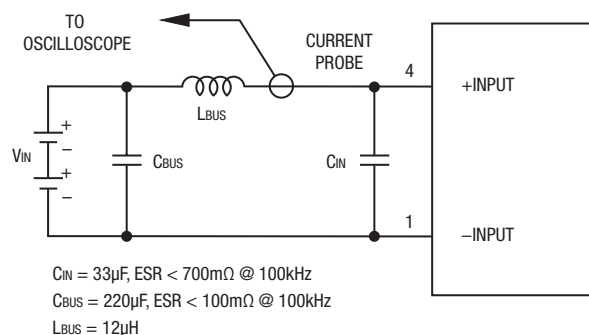 TO
OSCILLOSCOPE
CURRENT
PROBE
4
+INPUT
LBUS
+
VIN
–
+
–
CBUS
CIN
1
–INPUT
CIN = 33µF, ESR < 700mΩ @ 100kHz
CBUS = 220µF, ESR < 100mΩ @ 100kHz
LBUS = 12µH